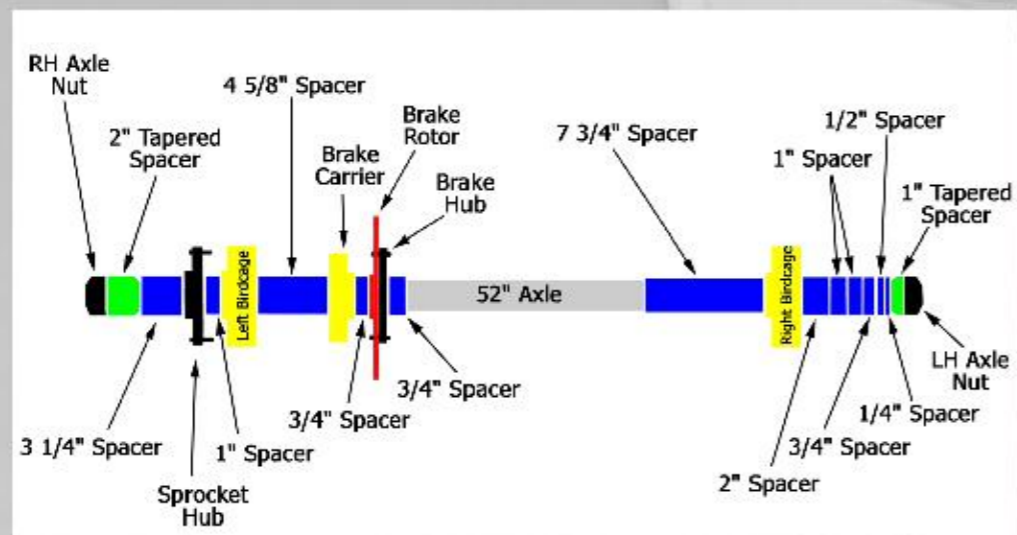 RH Axle
Nut
2" Tapered
Spacer
4 5/8" Spacer
Brake
Carrier
Brake
Rotor
Brake
Hub
7 3/4" Spacer
1/2" Spacer
1" Spacer
1" Tapered
Spacer
Left Birdcage
52" Axle
Right Birdcage
3 1/4" Spacer
Sprocket
Hub
1" Spacer
3/4" Spacer
3/4" Spacer
2" Spacer
3/4" Spacer
1/4" Spacer
LH Axle
Nut